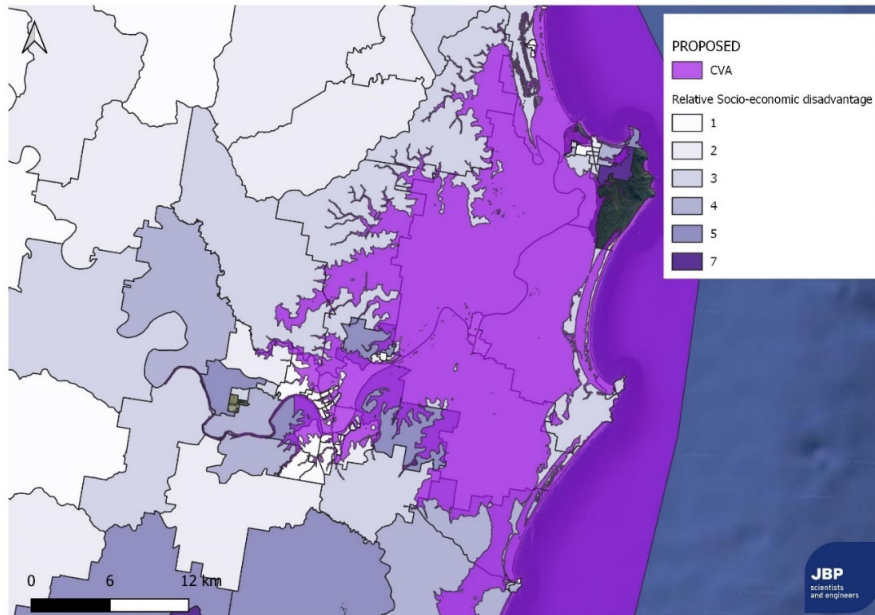 PROPOSED
CVA
Relative Socio-economic disadvantage
1
2
3
4
5
7
0 6 12 km
JBP
scientists
and engineers